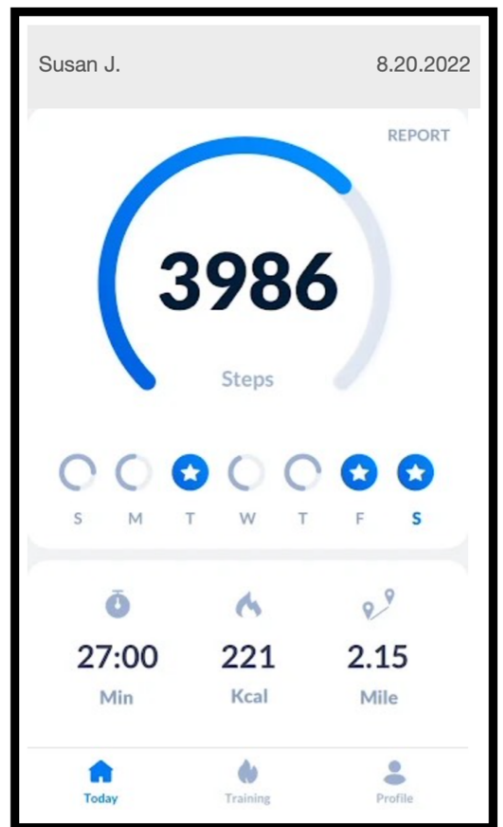 Susan J. 8.20.2022
REPORT
3986
Steps
S M T W T F S
27:00 221 2.15
Min Kcal Mile
Today Training Profile